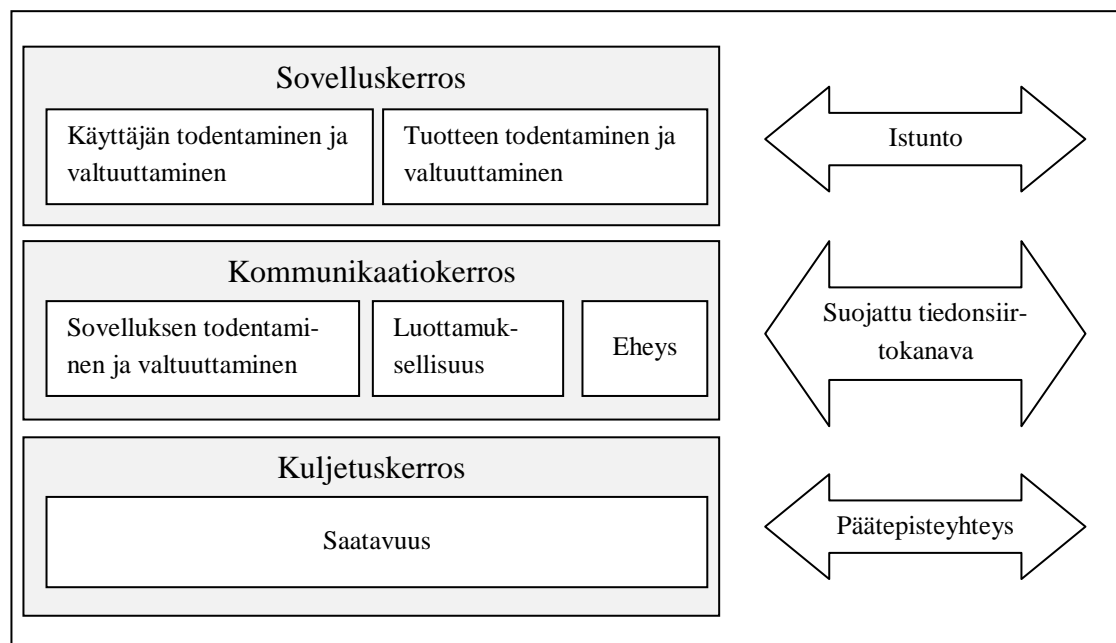 Sovelluskerros
Käyttäjän todentaminen ja
valtuuttaminen
Tuotteen todentaminen ja
valtuuttaminen
Istunto
Kommunikaatiokerros
Sovelluksen todentami-
nen ja valtuuttaminen
Luottamuk-
sellisuus
Eheys
Suojattu tiedonsiir-
tokanava
Kuljetuskerros
Saatavuus
Päätepisteyhteys